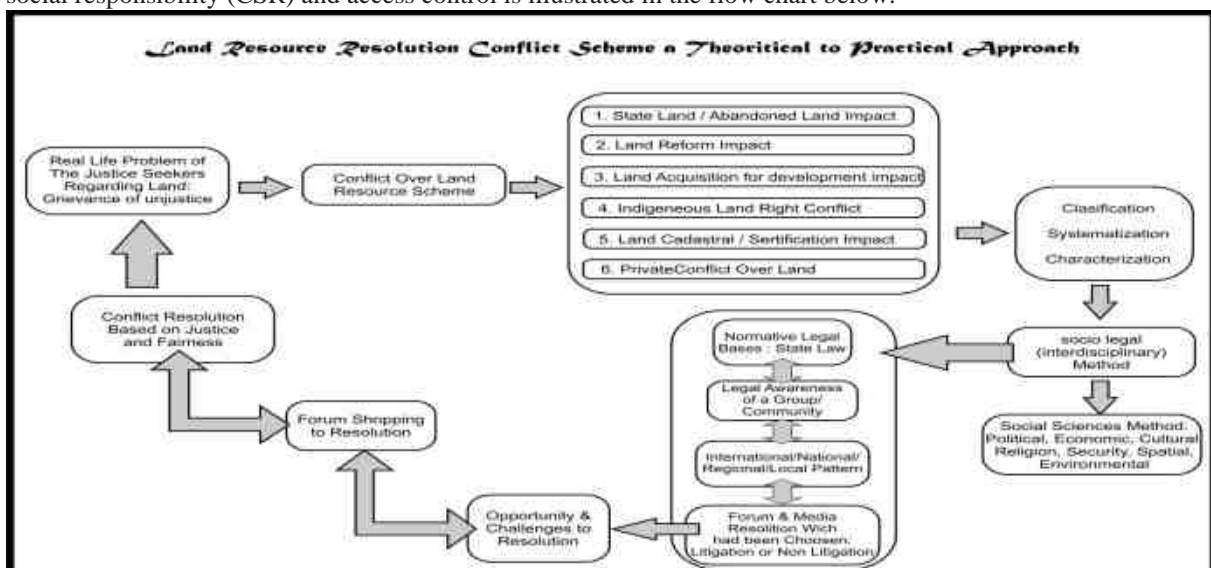 social responsibility (CSR) and access control is illustrated in the flow chart below.
Land Resource Resolution Conflict Scheme a Theoritical to Practical Approach
Real Life Problem of
The Justice Seekers
Regarding Land:
Grievance of unjustice
Conflict Over Land
Resource Scheme
1. State Land / Abandoned Land Impact
2. Land Reform Impact
3. Land Acquisition for development impact
4. Indigeneous Land Right Conflict
5. Land Cadastral / Sertification Impact
6. PrivateConflict Over Land
Clasification
Systematization
Characterization
socio legal
(interdisciplinary)
Method
Social Sciences Method:
Political, Economic, Cultural
Religion, Security, Spatial,
Environmental
Normative Legal
Bases : State Law
Legal Awareness
of a Group/
Community
International/National/
Regional/Local Pattern
Forum & Media
Resolition Wich
had been Choosen:
Litigation or Non Litigation
Opportunity &
Challenges to
Resolution
Forum Shopping
to Resolution
Conflict Resolution
Based on Justice
and Fairness